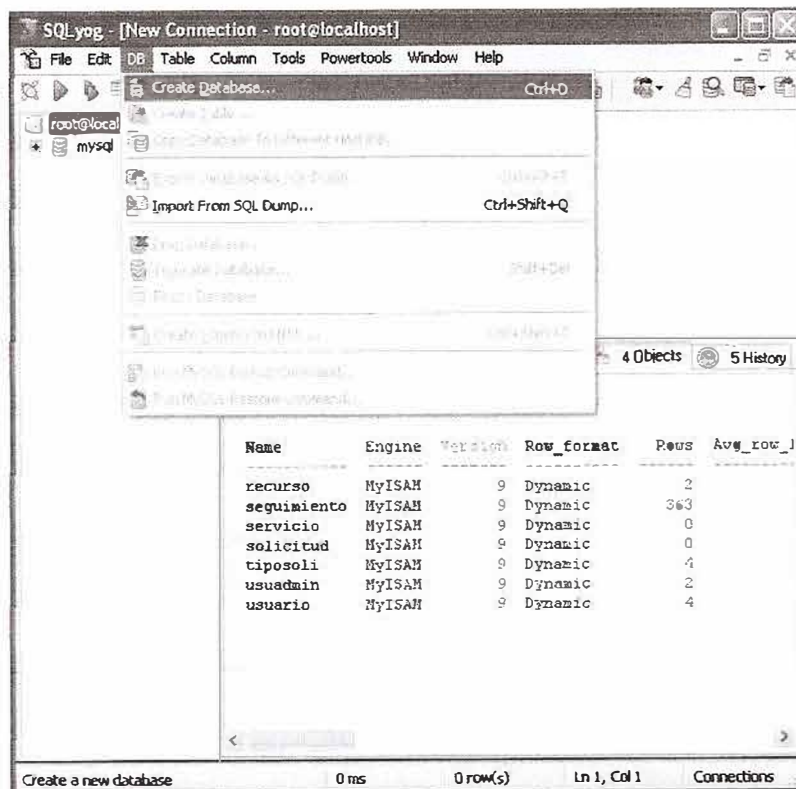 SQLyog - [New Connection - root@localhost]
File Edit DB Table Column Tools Powertools Window Help
Create Database... Ctrl+D
root@local
mysql
Import From SQL Dump... Ctrl+Shift+Q
Shift+Del
4 Objects 5 History
Name Engine Version Row_format Rows Avg_row_l
recurso MyISAM 9 Dynamic 2
seguimiento MyISAM 9 Dynamic 363
servicio MyISAM 9 Dynamic 0
solicitud MyISAM 9 Dynamic 0
tiposoli MyISAM 9 Dynamic 4
usuadmin MyISAM 9 Dynamic 2
usuario MyISAM 9 Dynamic 4
Create a new database 0 ms 0 row(s) Ln 1, Col 1 Connections